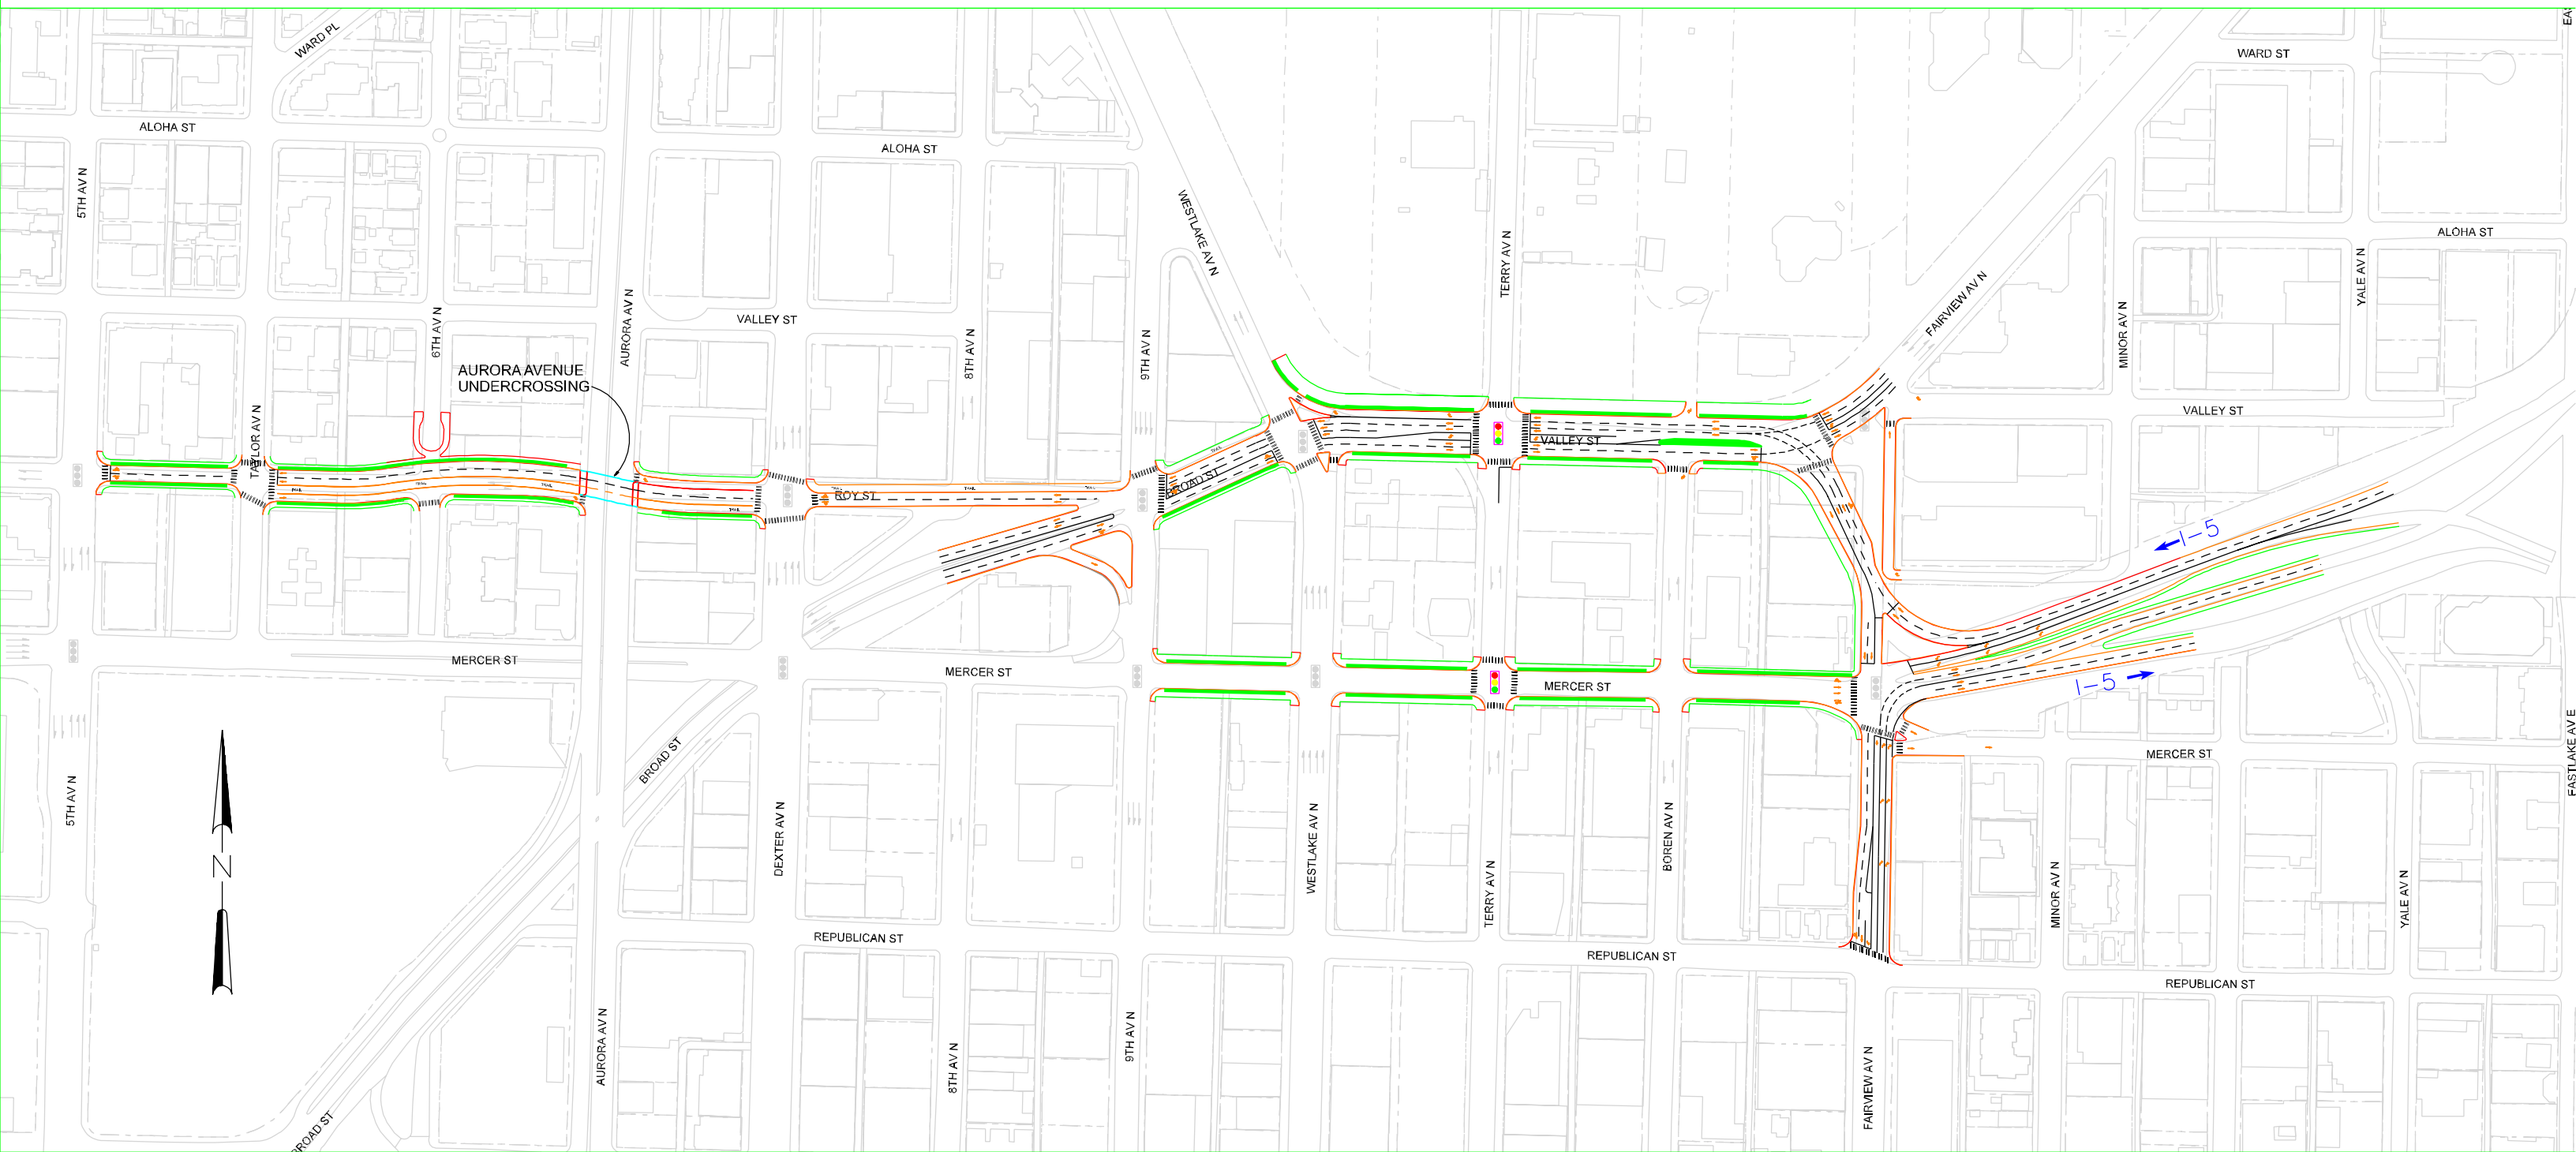 WARD PL
WARD ST
ALOHA ST
ALOHA ST
ALOHA ST
5TH AV N
WESTLAKE AV N
TERRY AV N
FAIRVIEW AV N
MINOR AV N
YALE AV N
6TH AV N
AURORA AV N
VALLEY ST
8TH AV N
9TH AV N
AURORA AVENUE
UNDERCROSSING
TAYLOR AV N
VALLEY ST
VALLEY ST
BROAD ST
ROY ST
I-5
I-5
MERCER ST
MERCER ST
MERCER ST
MERCER ST
BROAD ST
5TH AV N
DEXTER AV N
WESTLAKE AV N
TERRY AV N
BOREN AV N
MINOR AV N
YALE AV N
EASTLAKE AV E
N
REPUBLICAN ST
REPUBLICAN ST
REPUBLICAN ST
AURORA AV N
8TH AV N
9TH AV N
FAIRVIEW AV N
BROAD ST